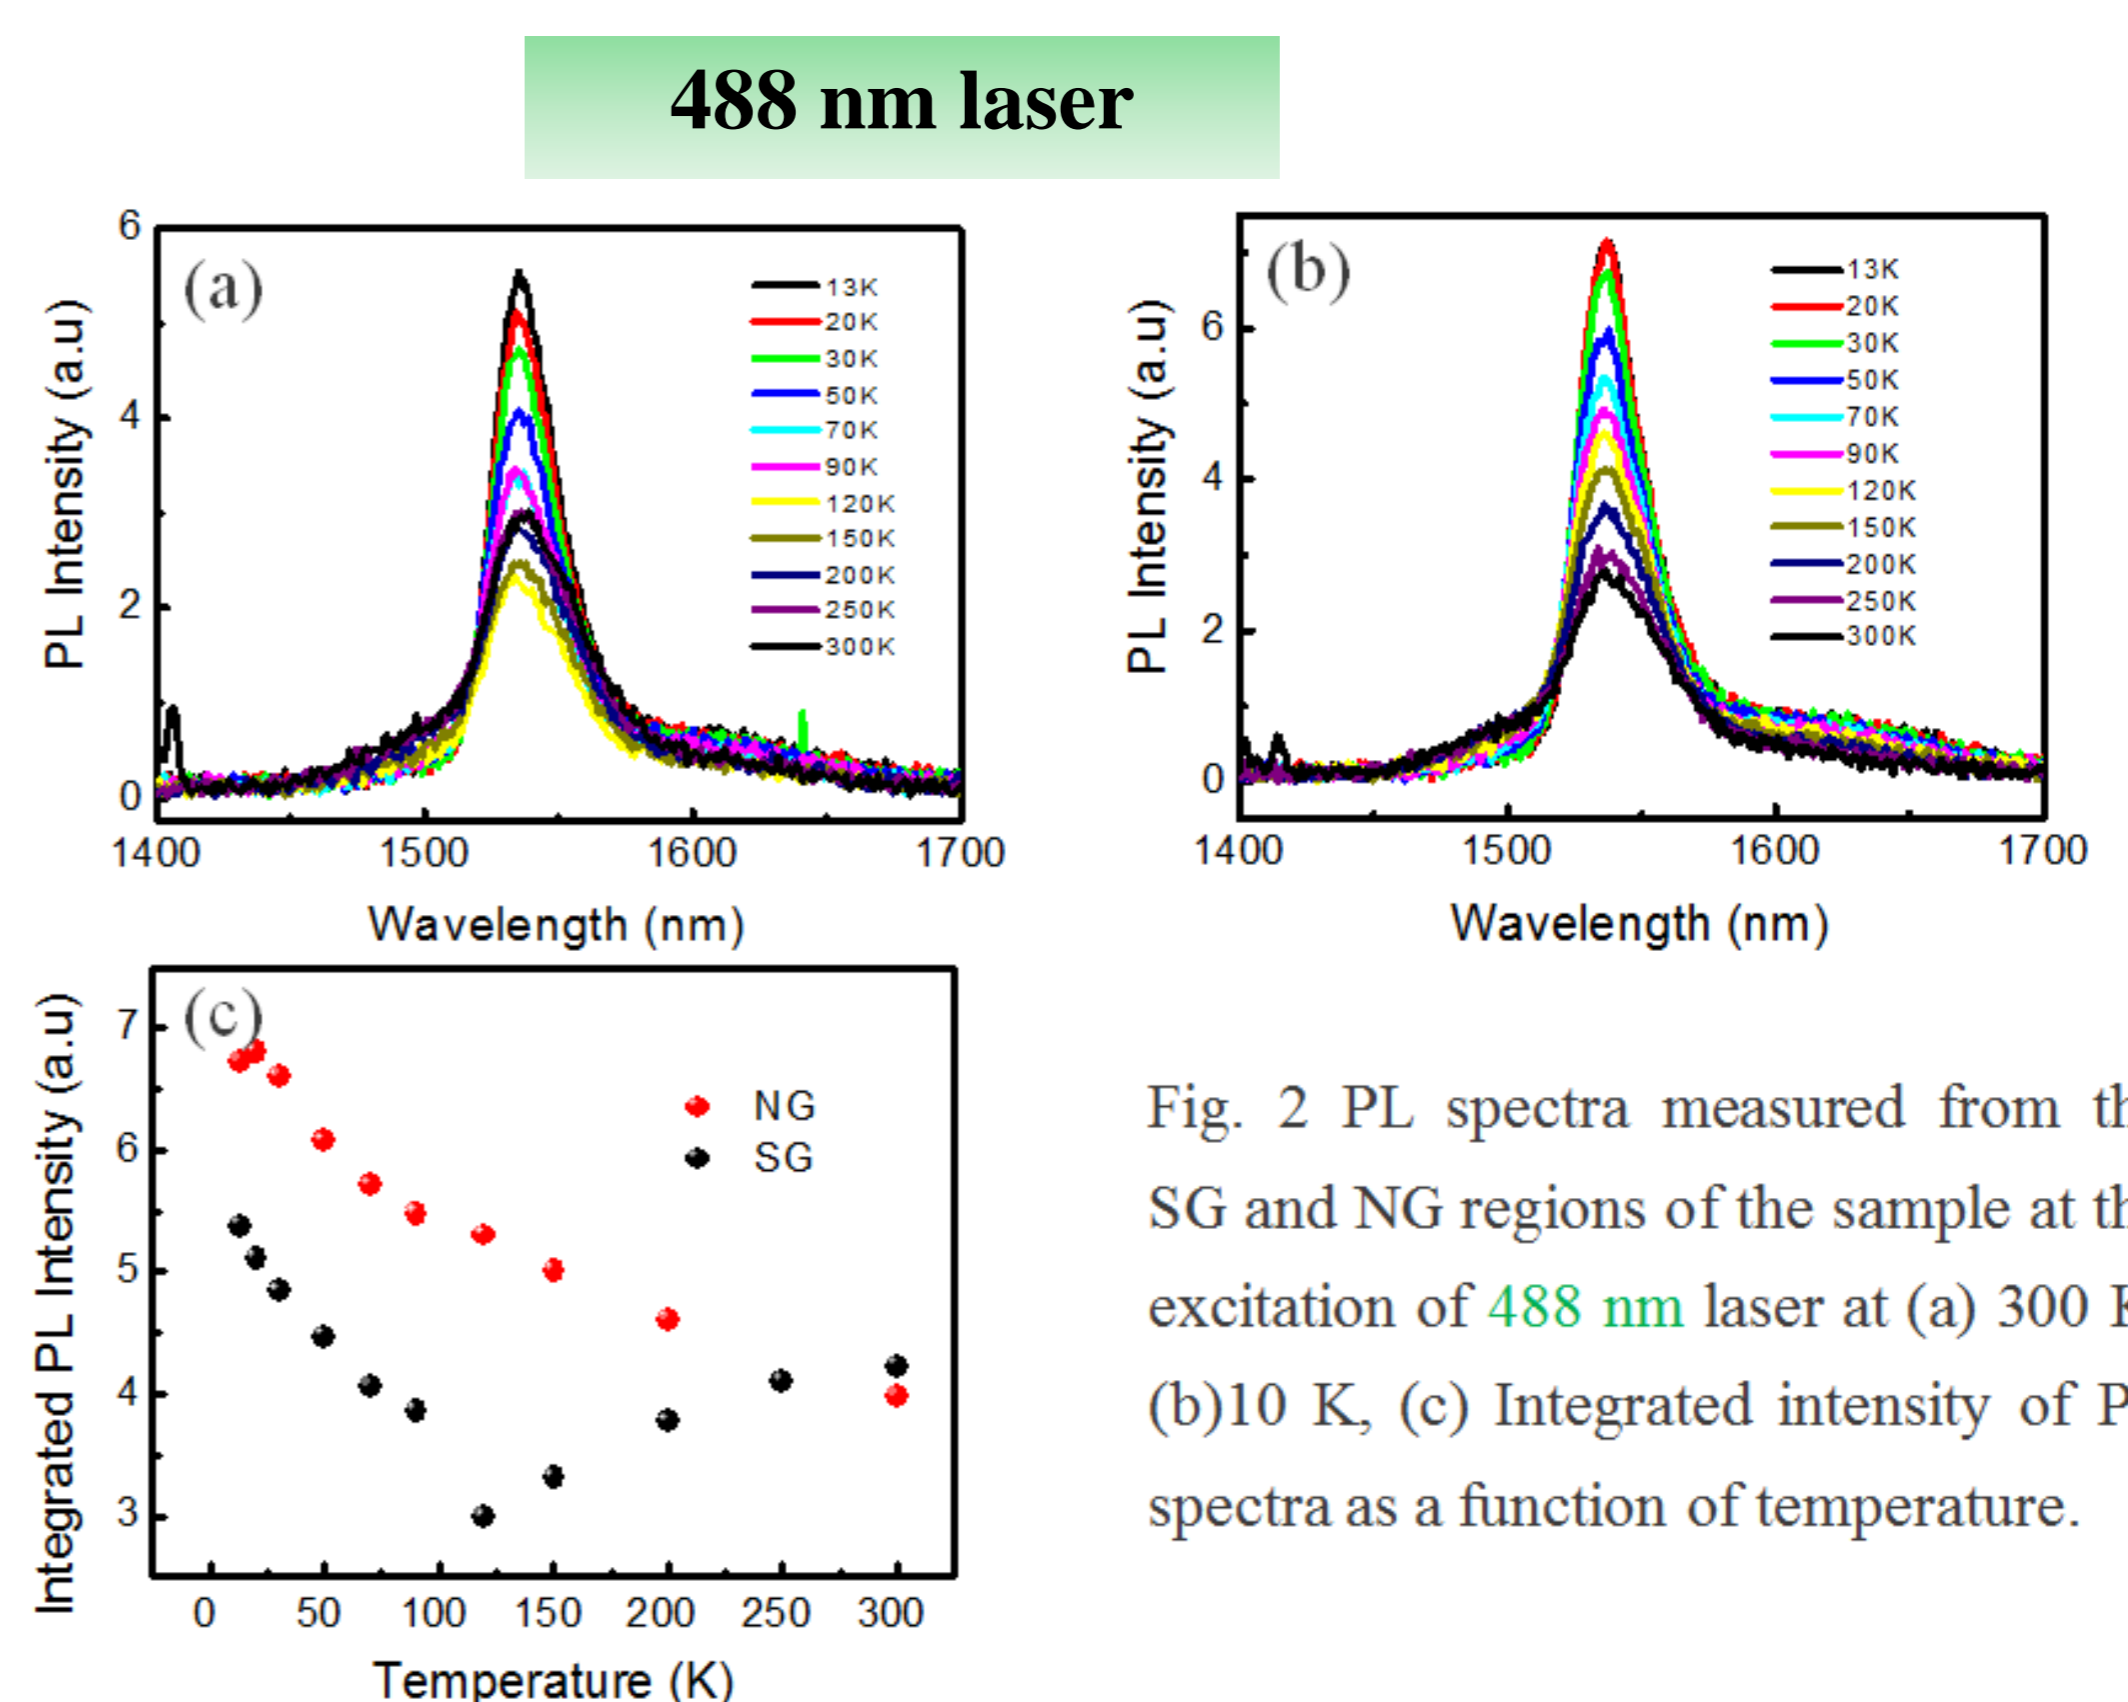 488 nm laser
(a)
PL Intensity (a.u)
6
4
2
0
13K
20K
30K
50K
70K
90K
120K
150K
200K
250K
300K
1400 1500 1600 1700
Wavelength (nm)
(b)
PL Intensity (a.u)
6
4
2
0
13K
20K
30K
50K
70K
90K
120K
150K
200K
250K
300K
1400 1500 1600 1700
Wavelength (nm)
(c)
Integrated PL Intensity (a.u)
7
6
5
4
3
NG
SG
0 50 100 150 200 250 300
Temperature (K)
Fig. 2 PL spectra measured from th
SG and NG regions of the sample at th
excitation of 488 nm laser at (a) 300 K
(b)10 K, (c) Integrated intensity of P
spectra as a function of temperature.